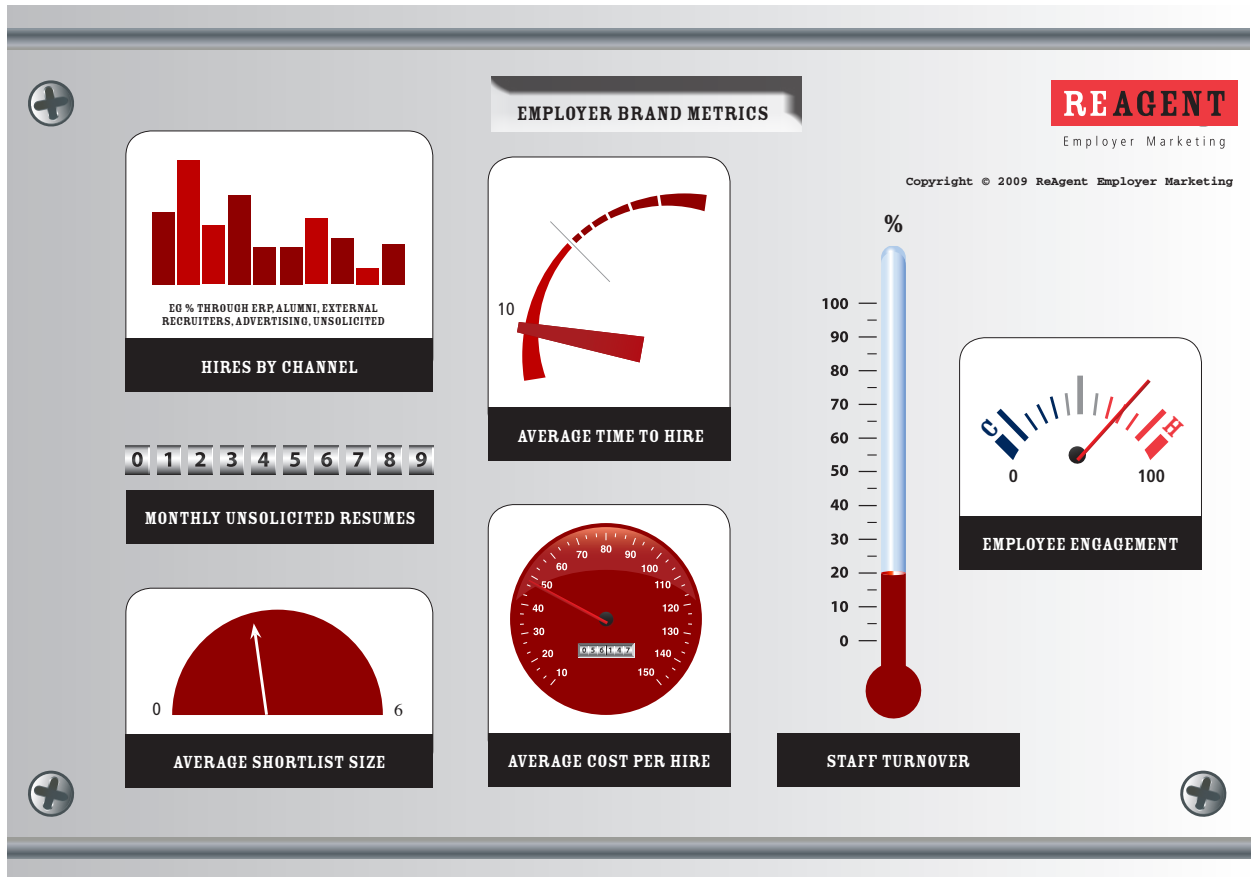 EMPLOYER BRAND METRICS
REAGENT
Employer Marketing
Copyright © 2009 ReAgent Employer Marketing
EG % THROUGH ERP, ALUMNI, EXTERNAL
RECRUITERS, ADVERTISING, UNSOLICITED
HIRES BY CHANNEL
10
AVERAGE TIME TO HIRE
0 1 2 3 4 5 6 7 8 9
MONTHLY UNSOLICITED RESUMES
0
6
AVERAGE SHORTLIST SIZE
10
20
30
40
50
60
70
80
90
100
110
120
130
140
150
056147
AVERAGE COST PER HIRE
%
100
90
80
70
60
50
40
30
20
10
0
STAFF TURNOVER
C
H
0
100
EMPLOYEE ENGAGEMENT